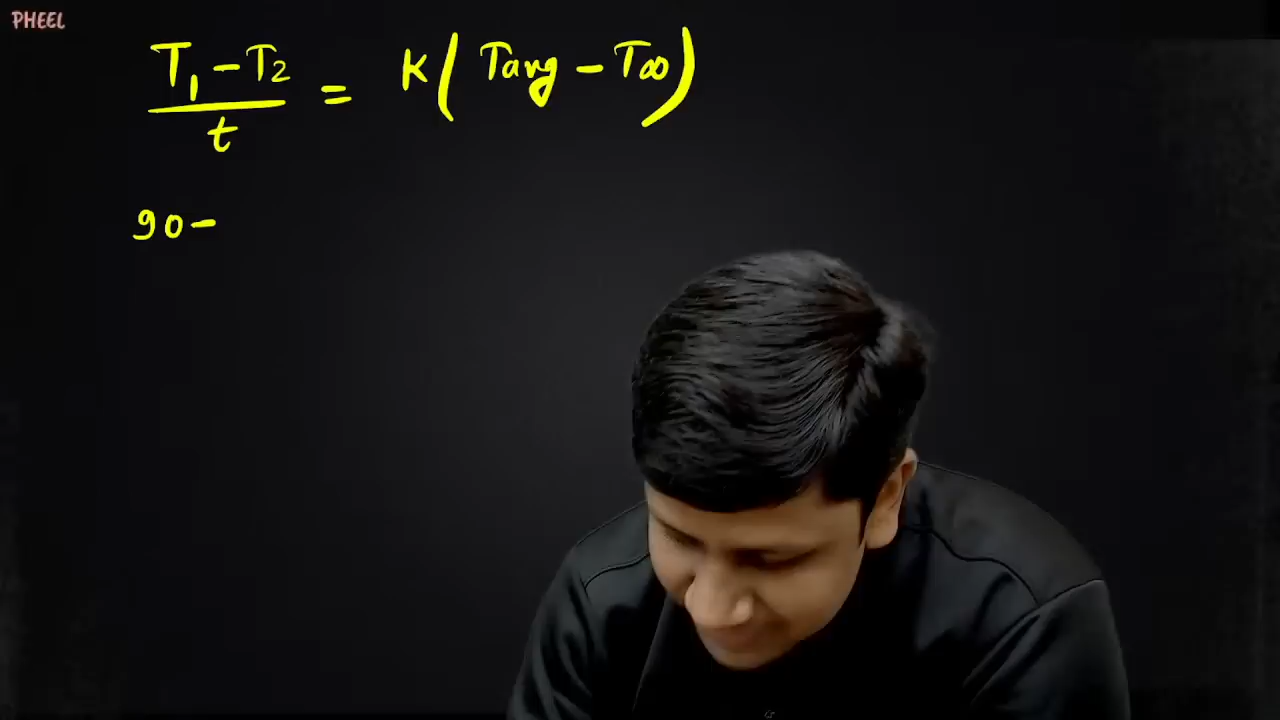 PHEEL
T₁ - T₂ / t = K(Tavg - T∞)
90 -